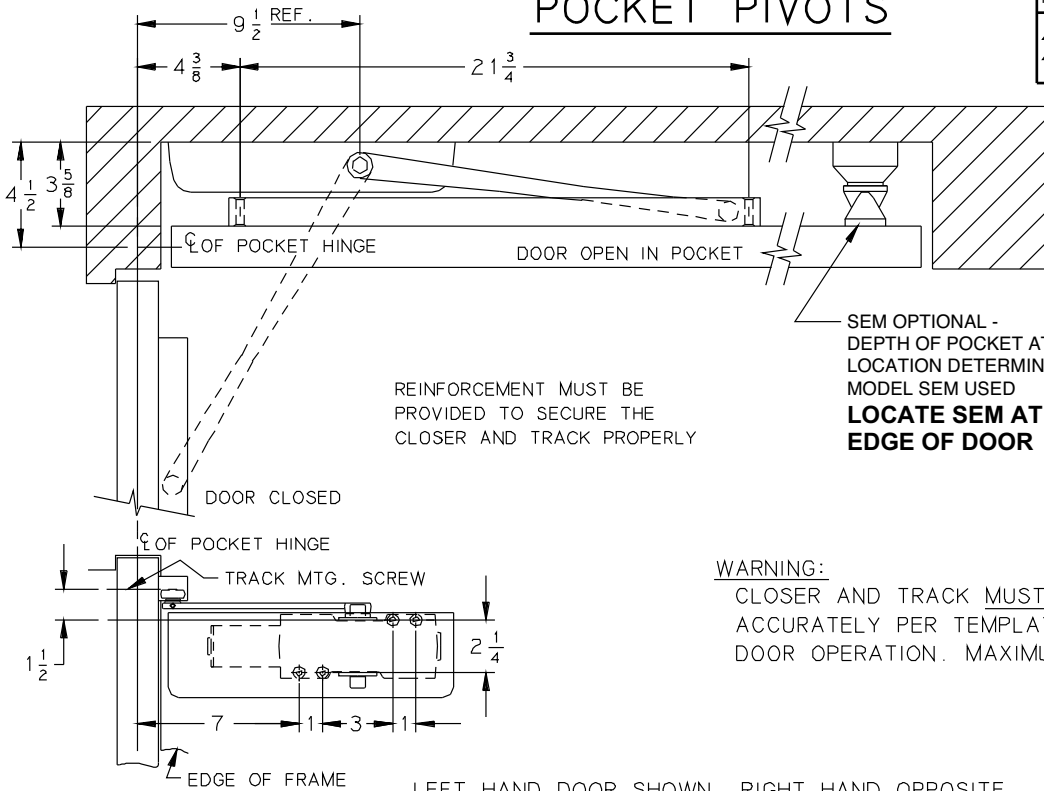 POCKET PIVOTS
9 1/2 REF.
4 3/8
21 3/4
4 1/2
3 5/8
℄ OF POCKET HINGE
DOOR OPEN IN POCKET
SEM OPTIONAL -
DEPTH OF POCKET AT
LOCATION DETERMIN
MODEL SEM USED
LOCATE SEM AT
EDGE OF DOOR
REINFORCEMENT MUST BE
PROVIDED TO SECURE THE
CLOSER AND TRACK PROPERLY
DOOR CLOSED
℄ OF POCKET HINGE
TRACK MTG. SCREW
WARNING:
CLOSER AND TRACK MUST
ACCURATELY PER TEMPLA
DOOR OPERATION. MAXIMU
1 1/2
2 1/4
7
1
3
1
EDGE OF FRAME
LEFT HAND DOOR SHOWN, RIGHT HAND OPPOSITE